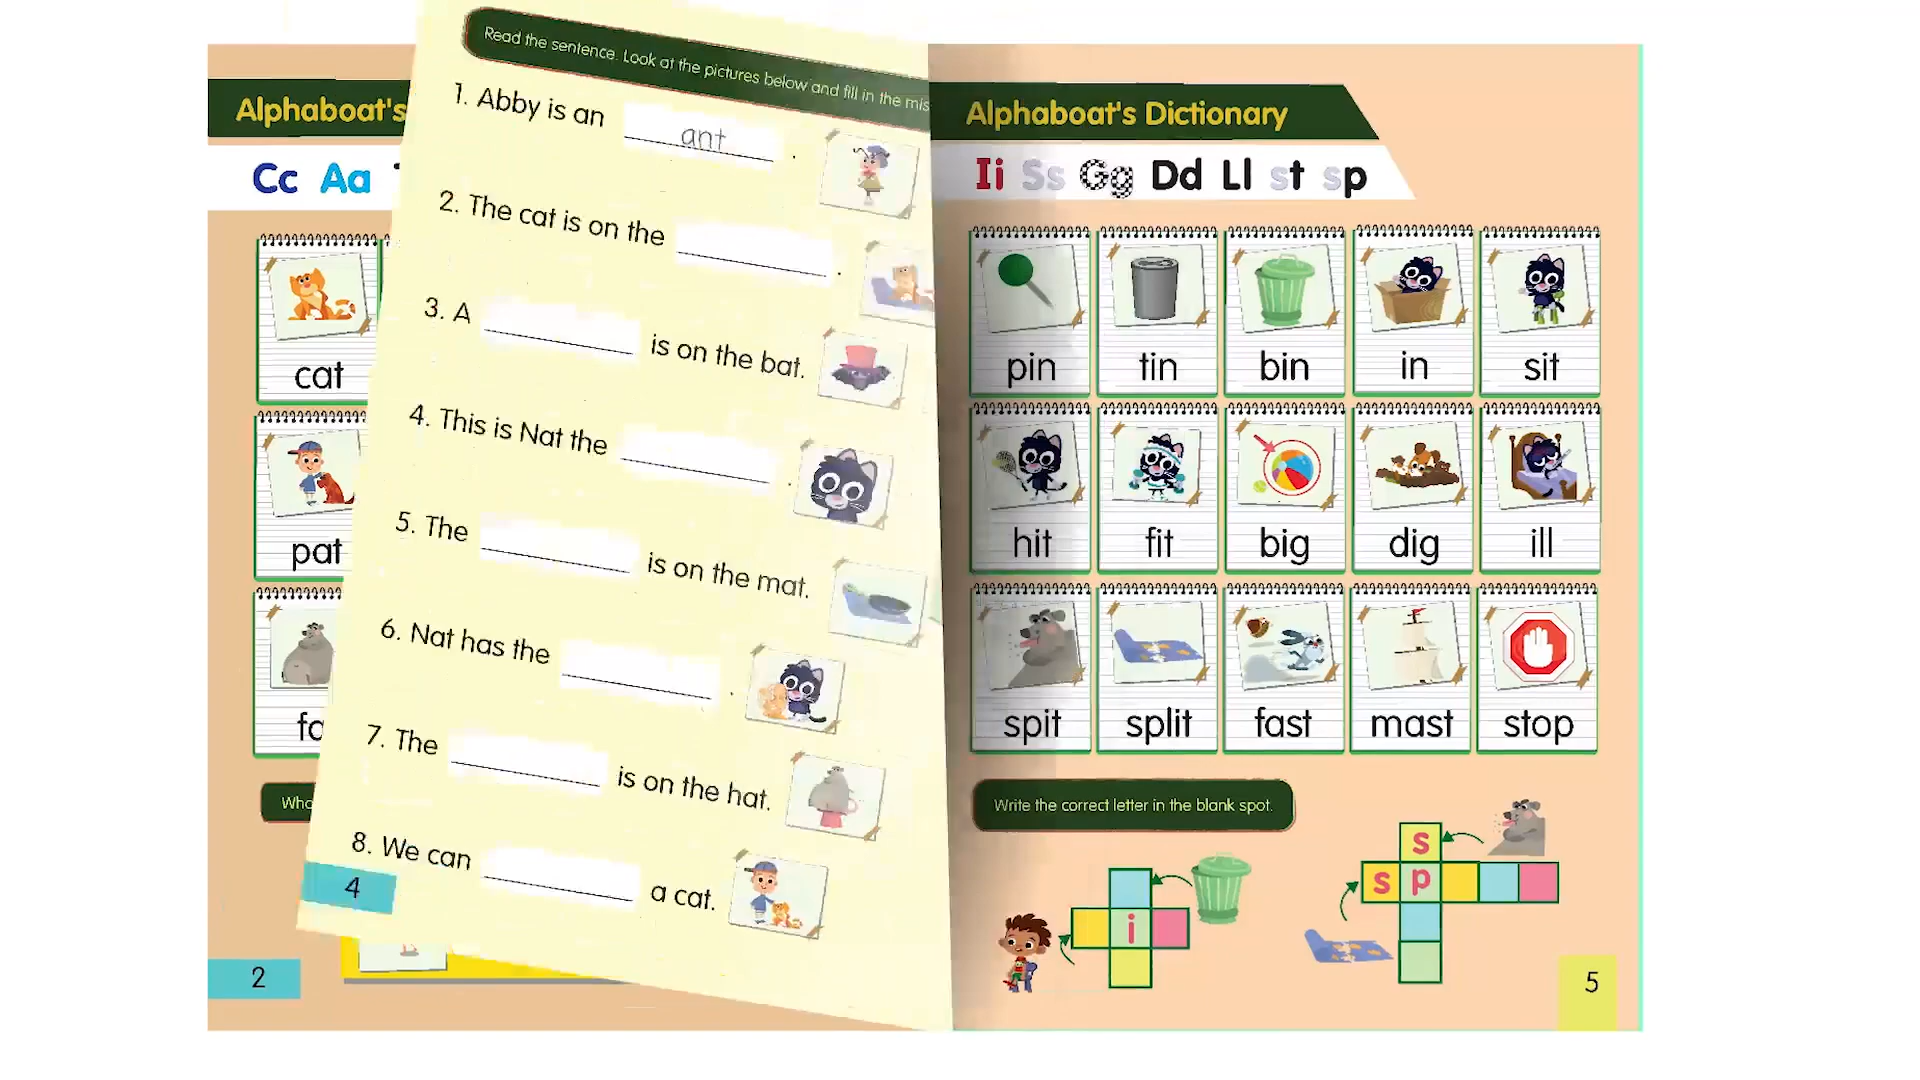 Alphaboat's
Cc Aa
cat
pat
2
Read the sentence. Look at the pictures below and fill in the
1. Abby is an ant .
2. The cat is on the .
3. A is on the bat.
4. This is Nat the .
5. The is on the mat.
6. Nat has the .
7. The is on the hat.
8. We can a cat.
4
Alphaboat's Dictionary
Ii Ss Gg Dd Ll st sp
pin tin bin in sit
hit fit big dig ill
spit split fast mast stop
Write the correct letter in the blank spot.
i
s
s p
5